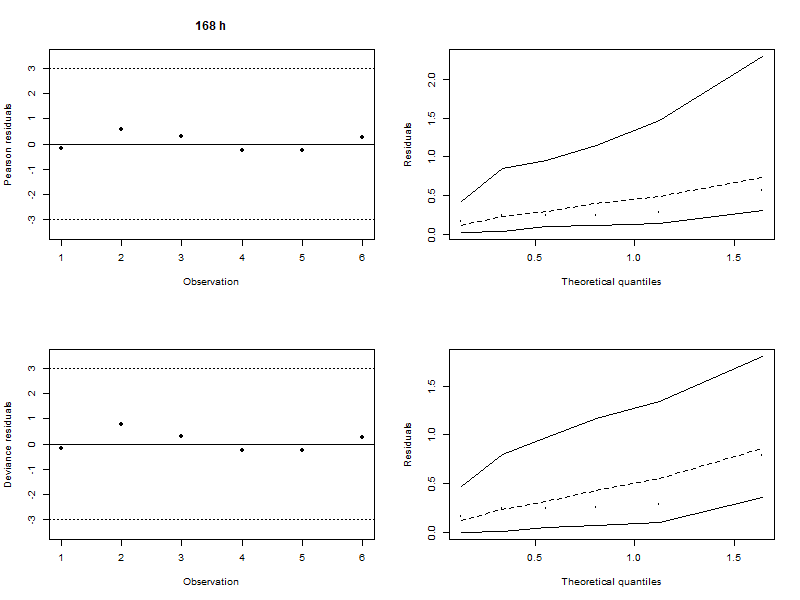 168 h
Pearson residuals
3
2
1
0
-1
-2
-3
1 2 3 4 5 6
Observation
Residuals
2.0
1.5
1.0
0.5
0.0
0.5 1.0 1.5
Theoretical quantiles
Deviance residuals
3
2
1
0
-1
-2
-3
1 2 3 4 5 6
Observation
Residuals
1.5
1.0
0.5
0.0
0.5 1.0 1.5
Theoretical quantiles